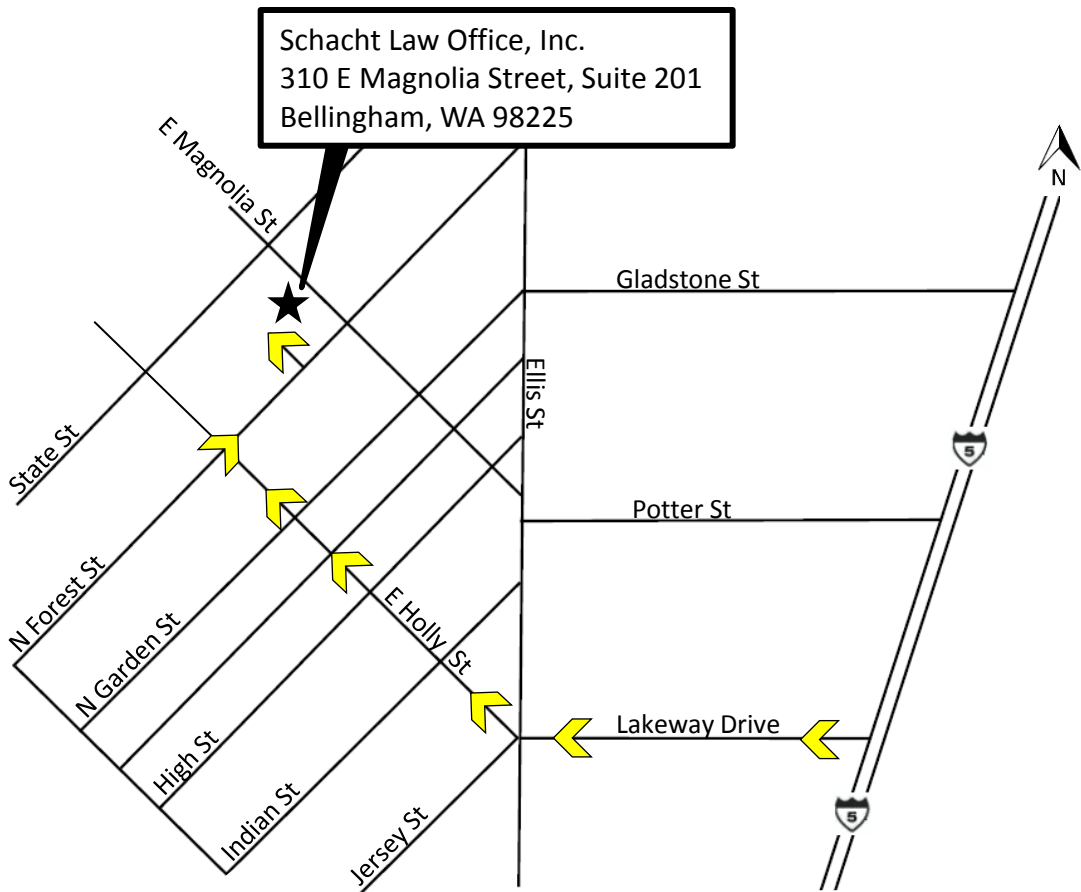 Schacht Law Office, Inc.
310 E Magnolia Street, Suite 201
Bellingham, WA 98225
E Magnolia St
N
Gladstone St
Ellis St
5
State St
Potter St
N Forest St
E Holly St
N Garden St
Lakeway Drive
High St
Indian St
5
Jersey St